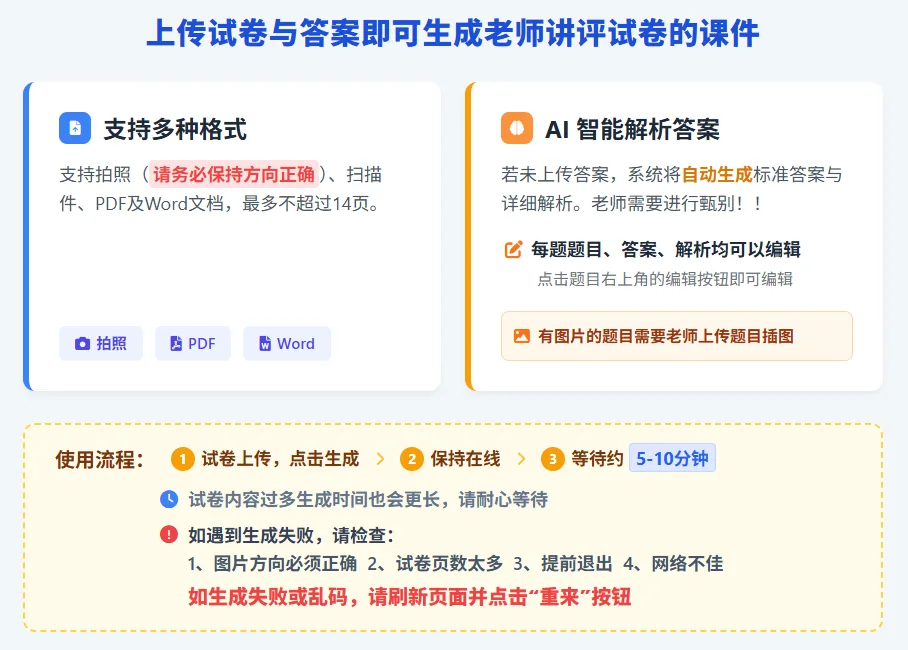 上传试卷与答案即可生成老师讲评试卷的课件
支持多种格式
支持拍照（请务必保持方向正确）、扫描
件、PDF及Word文档，最多不超过14页。
拍照
PDF
Word
AI 智能解析答案
若未上传答案，系统将自动生成标准答案与
详细解析。老师需要进行甄别！！
每题题目、答案、解析均可以编辑
点击题目右上角的编辑按钮即可编辑
有图片的题目需要老师上传题目插图
使用流程： 1 试卷上传，点击生成 > 2 保持在线 > 3 等待约 5-10分钟
试卷内容过多生成时间也会更长，请耐心等待
如遇到生成失败，请检查：
1、图片方向必须正确 2、试卷页数太多 3、提前退出 4、网络不佳
如生成失败或乱码，请刷新页面并点击“重来”按钮